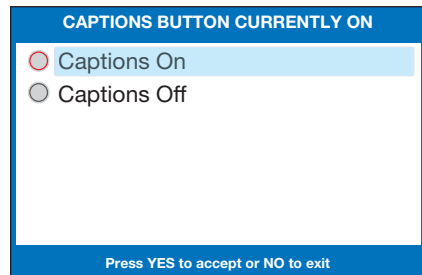 CAPTIONS BUTTON CURRENTLY ON
Captions On
Captions Off
Press YES to accept or NO to exit